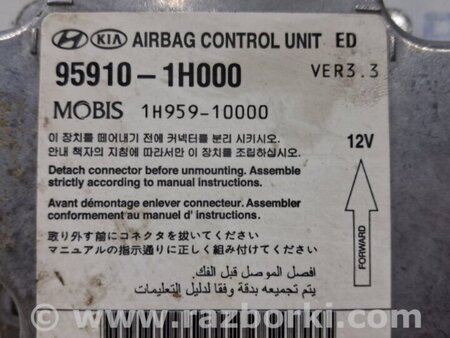 HYUNDAI KIA AIRBAG CONTROL UNIT ED
95910-1H000 VER3.3
MOBIS 1H959-10000
이 장치를 떼어내기 전에 커넥터를 분리 시키시오.
안내 책자의 지침에 따라서만 이 장치를 조립하십시오.
12V
Detach connector before unmounting. Assemble
strictly according to manual instructions.
Avant démontage enlever connecteur. Assembler
conformement au manuel d' instructions.
取り外す前にコネクタを抜いてください
マニュアルの指示通りに正しく組み付けてください
FORWARD
افصل الموصل قبل الفك.
يتم تجميعه بدقة وفقا لدليل التعليمات
www.razborki.com